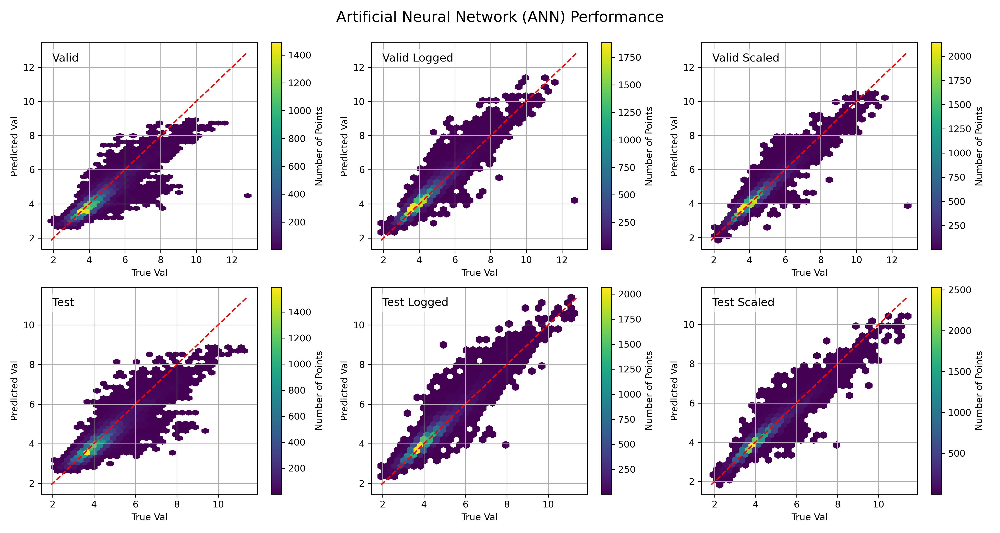 Artificial Neural Network (ANN) Performance
Valid
12
10
8
6
4
2
2 4 6 8 10 12
True Val
Predicted Val
1400
1200
1000
800
600
400
200
Number of Points
Valid Logged
12
10
8
6
4
2
2 4 6 8 10 12
True Val
Predicted Val
1750
1500
1250
1000
750
500
250
Number of Points
Valid Scaled
12
10
8
6
4
2
2 4 6 8 10 12
True Val
Predicted Val
2000
1750
1500
1250
1000
750
500
250
Number of Points
Test
10
8
6
4
2
2 4 6 8 10
True Val
Predicted Val
1400
1200
1000
800
600
400
200
Number of Points
Test Logged
10
8
6
4
2
2 4 6 8 10
True Val
Predicted Val
2000
1750
1500
1250
1000
750
500
250
Number of Points
Test Scaled
10
8
6
4
2
2 4 6 8 10
True Val
Predicted Val
2500
2000
1500
1000
500
Number of Points